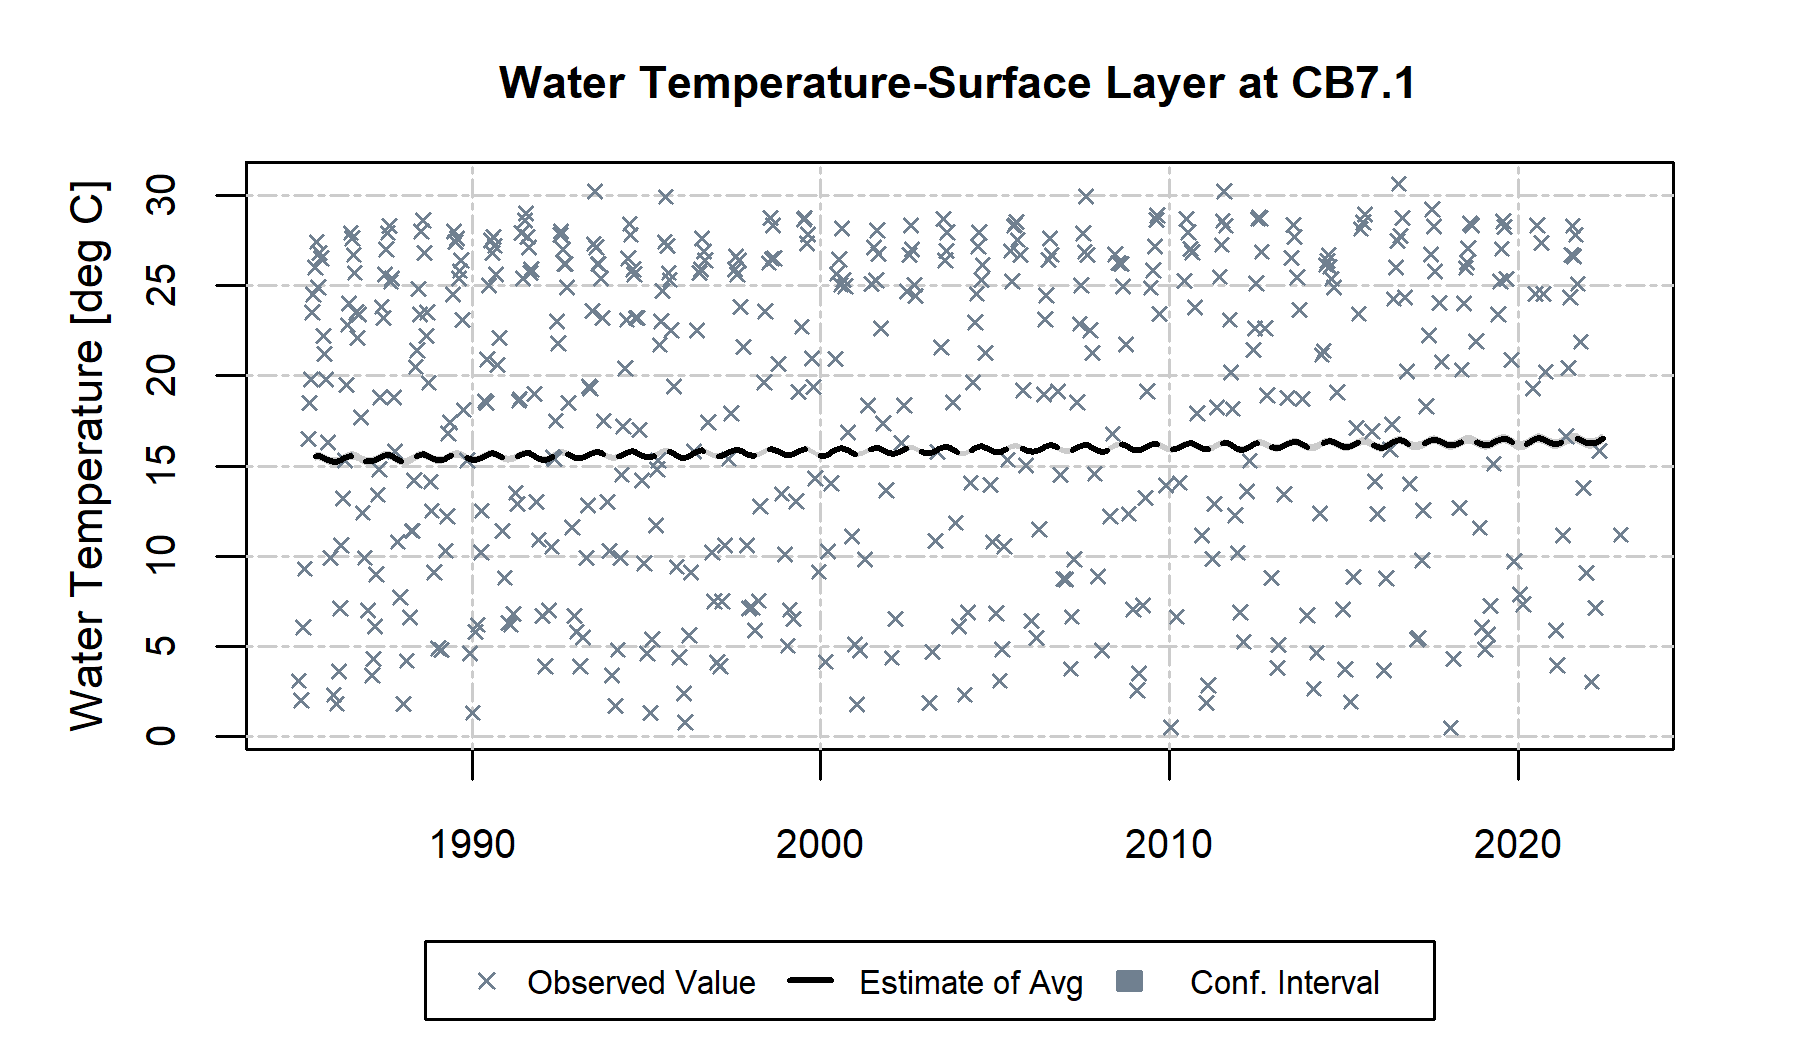 Water Temperature-Surface Layer at CB7.1
Water Temperature [deg C]
30
25
20
15
10
5
0
1990 2000 2010 2020
Observed Value Estimate of Avg Conf. Interval